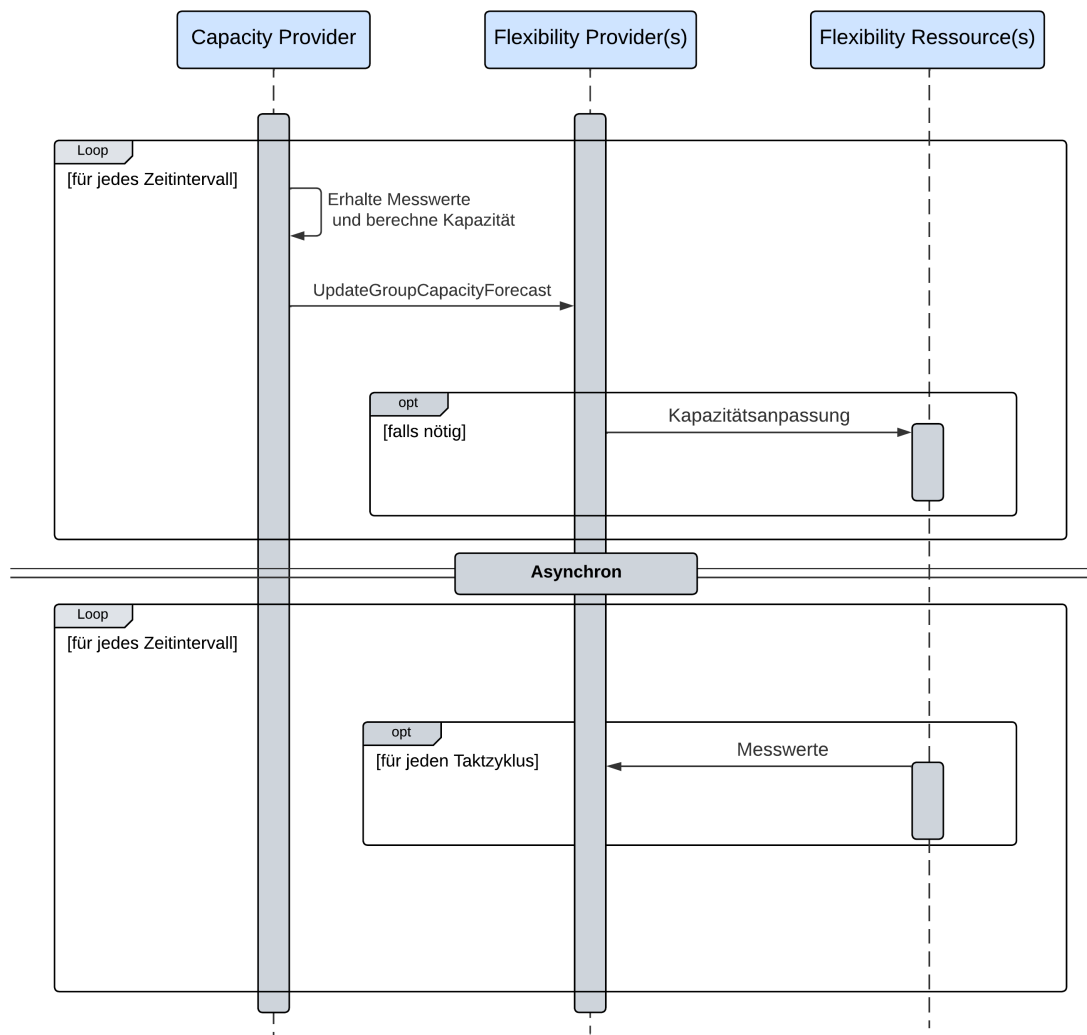 Capacity Provider
Flexibility Provider(s)
Flexibility Ressource(s)
Loop
[für jedes Zeitintervall]
Erhalte Messwerte
und berechne Kapazität
UpdateGroupCapacityForecast
opt
[falls nötig]
Kapazitätsanpassung
Asynchron
Loop
[für jedes Zeitintervall]
opt
[für jeden Taktzyklus]
Messwerte